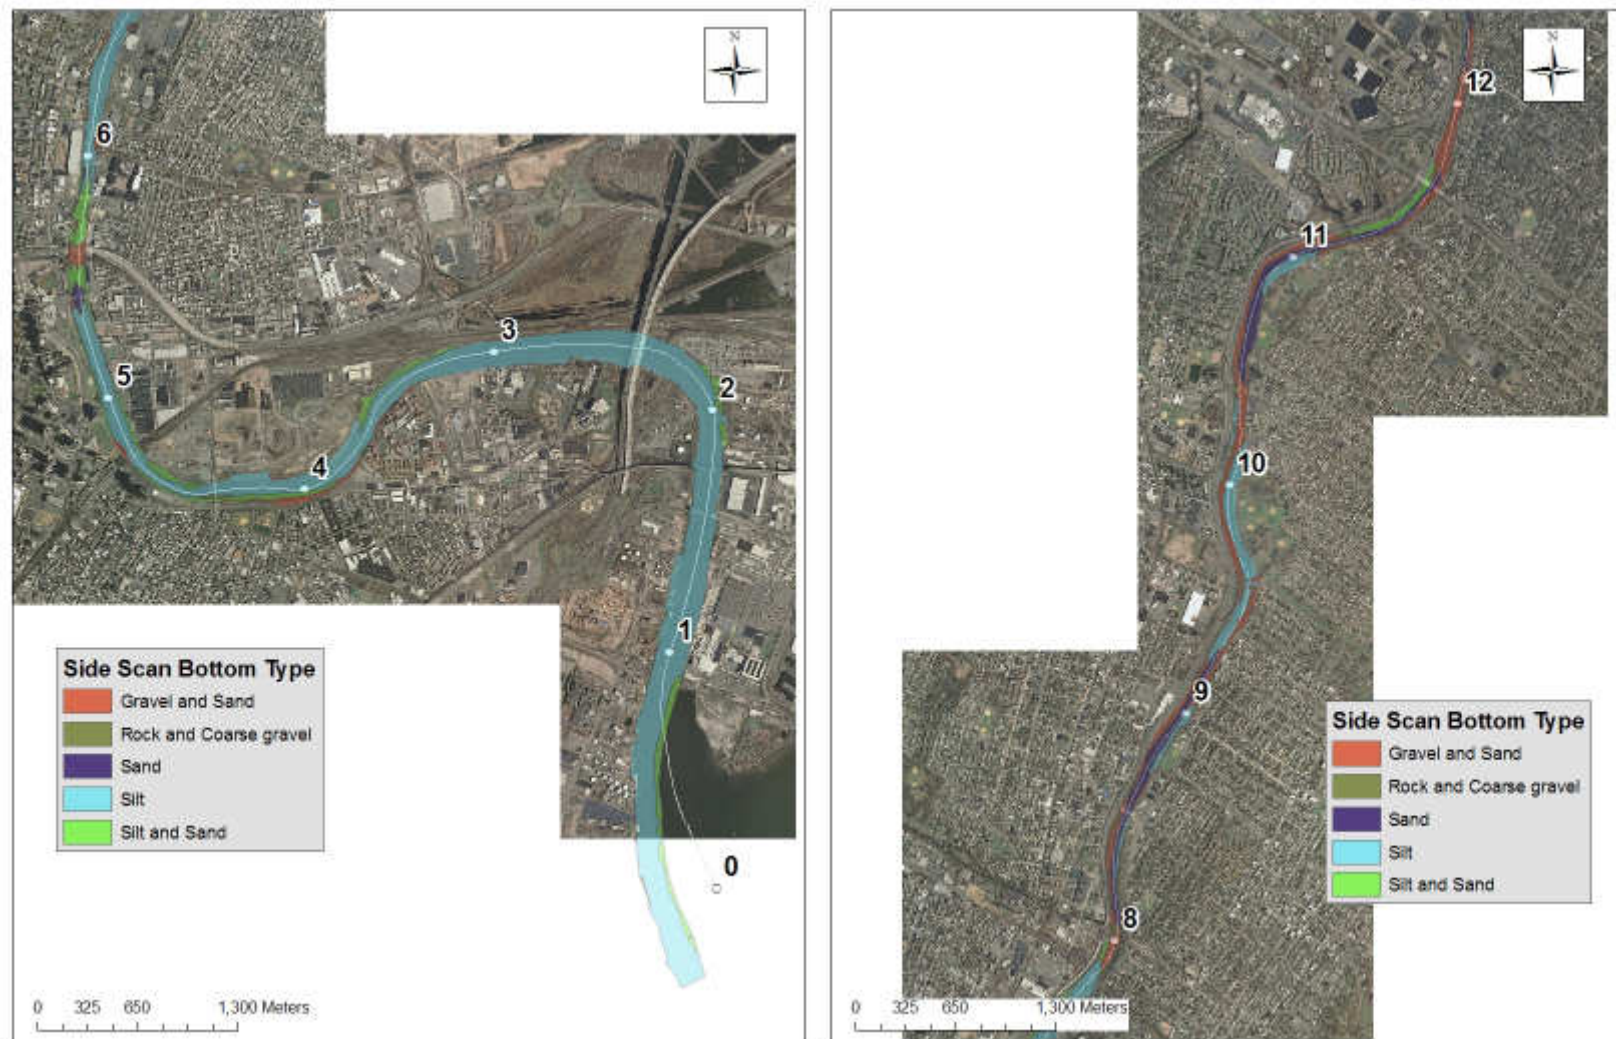 N
6
3
2
5
4
1
0
Side Scan Bottom Type
Gravel and Sand
Rock and Coarse gravel
Sand
Silt
Silt and Sand
0 325 650 1,300 Meters
N
12
11
10
9
8
Side Scan Bottom Type
Gravel and Sand
Rock and Coarse gravel
Sand
Silt
Silt and Sand
0 325 650 1,300 Meters